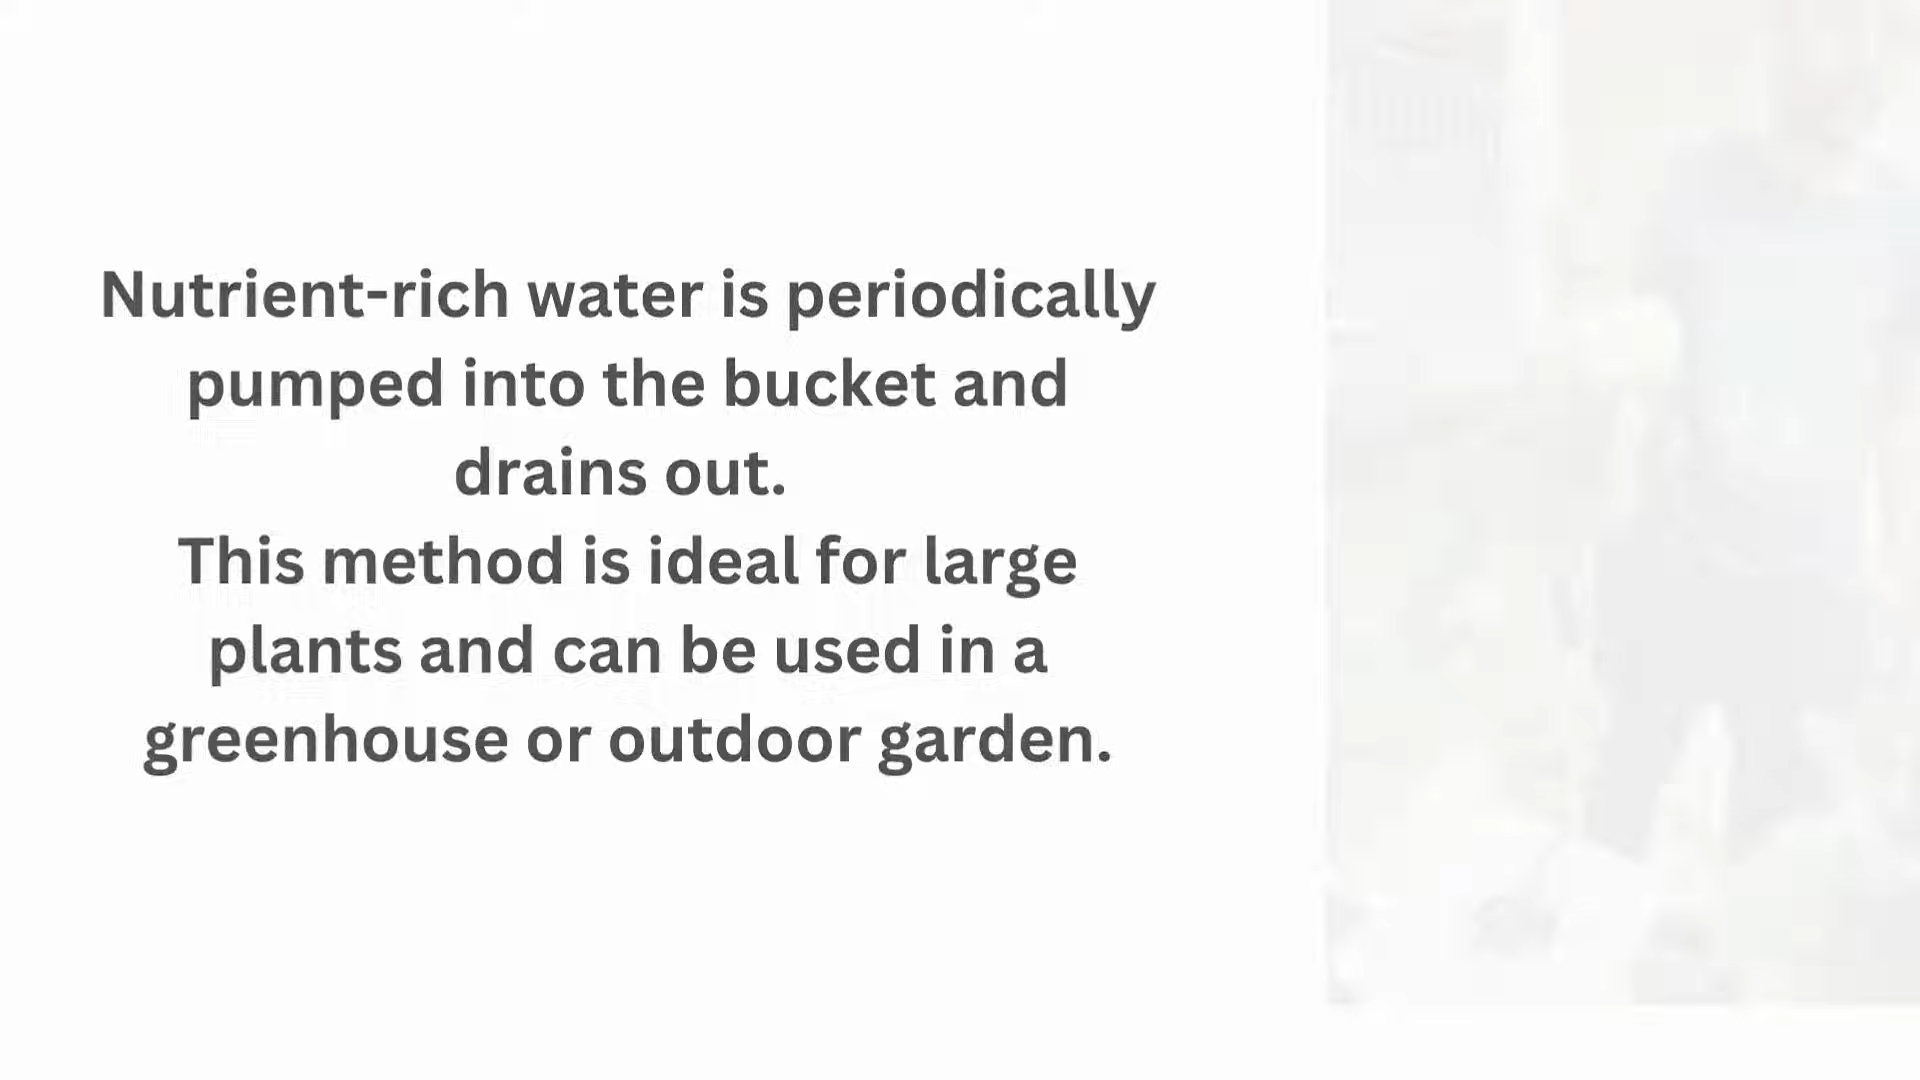 Nutrient-rich water is periodically
pumped into the bucket and
drains out.
This method is ideal for large
plants and can be used in a
greenhouse or outdoor garden.